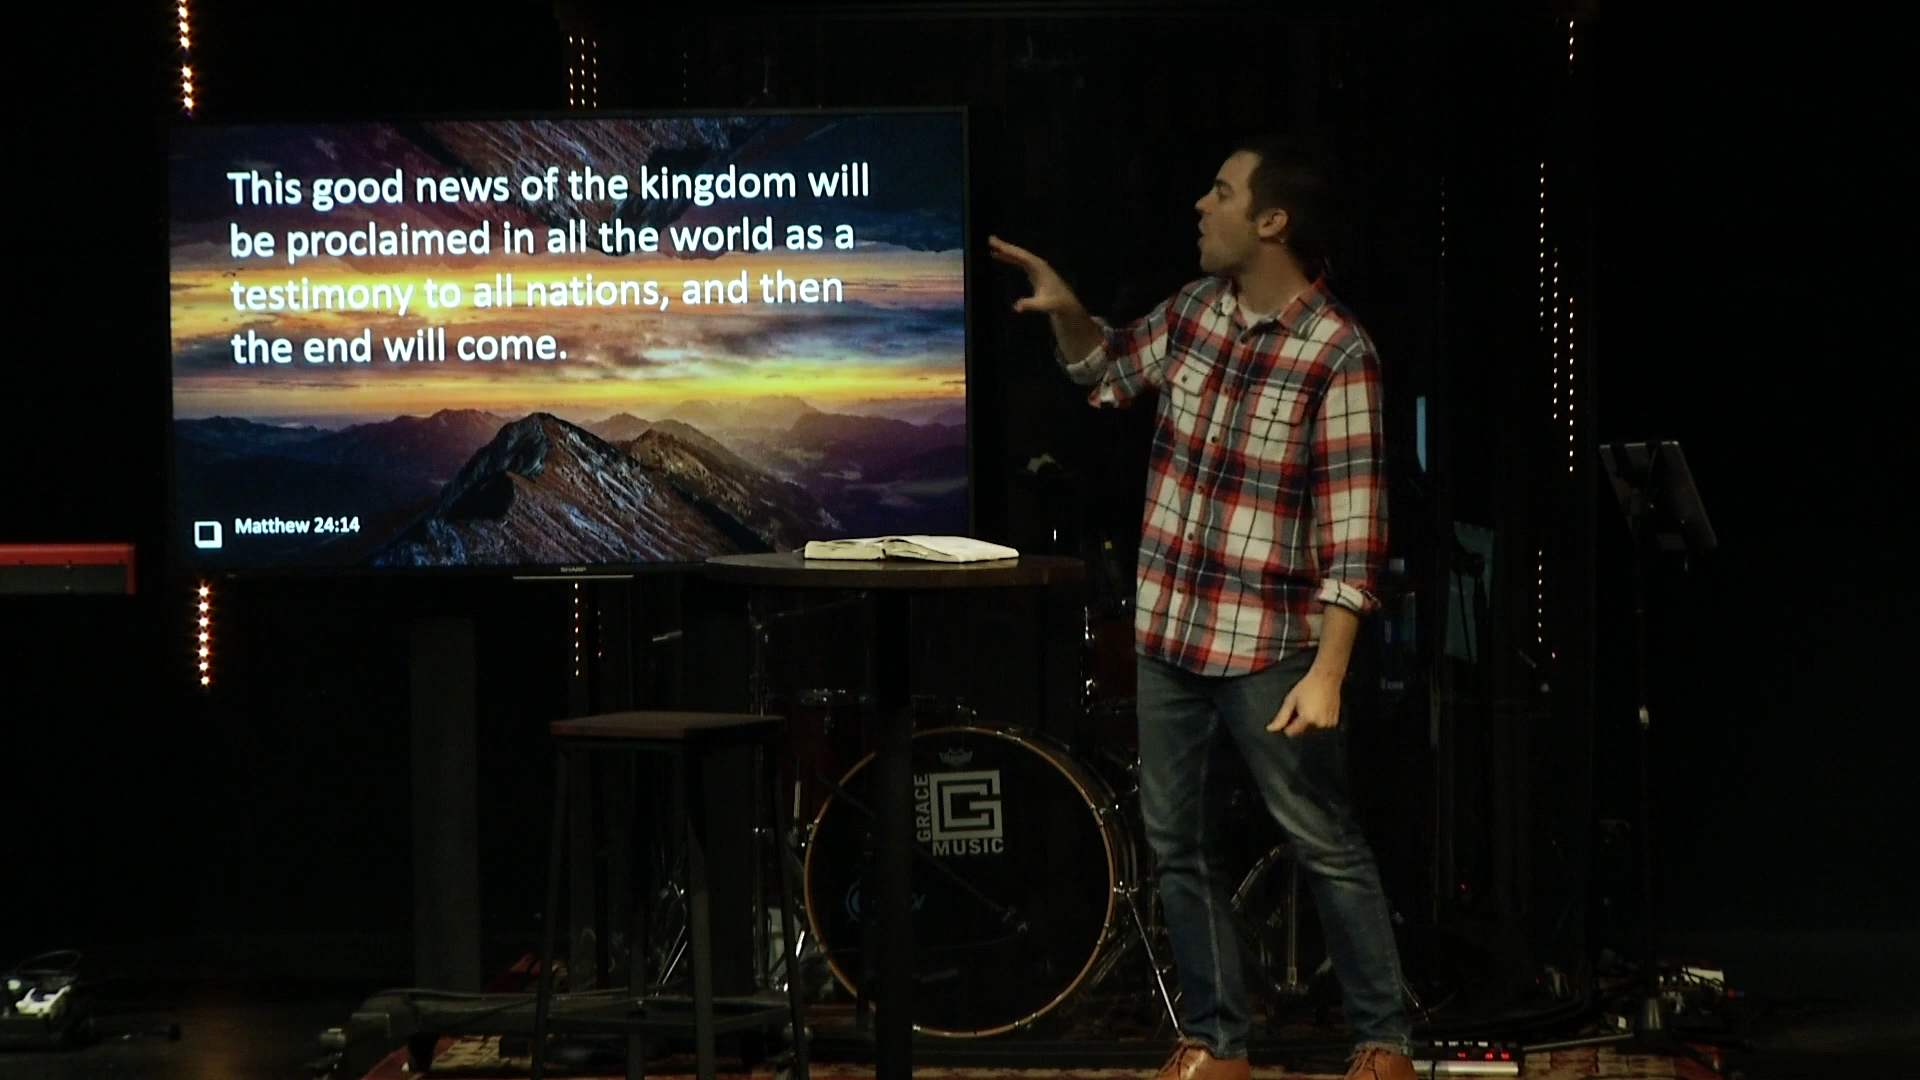 This good news of the kingdom will
be proclaimed in all the world as a
testimony to all nations, and then
the end will come.
Matthew 24:14
SHARP
GRACE
MUSIC